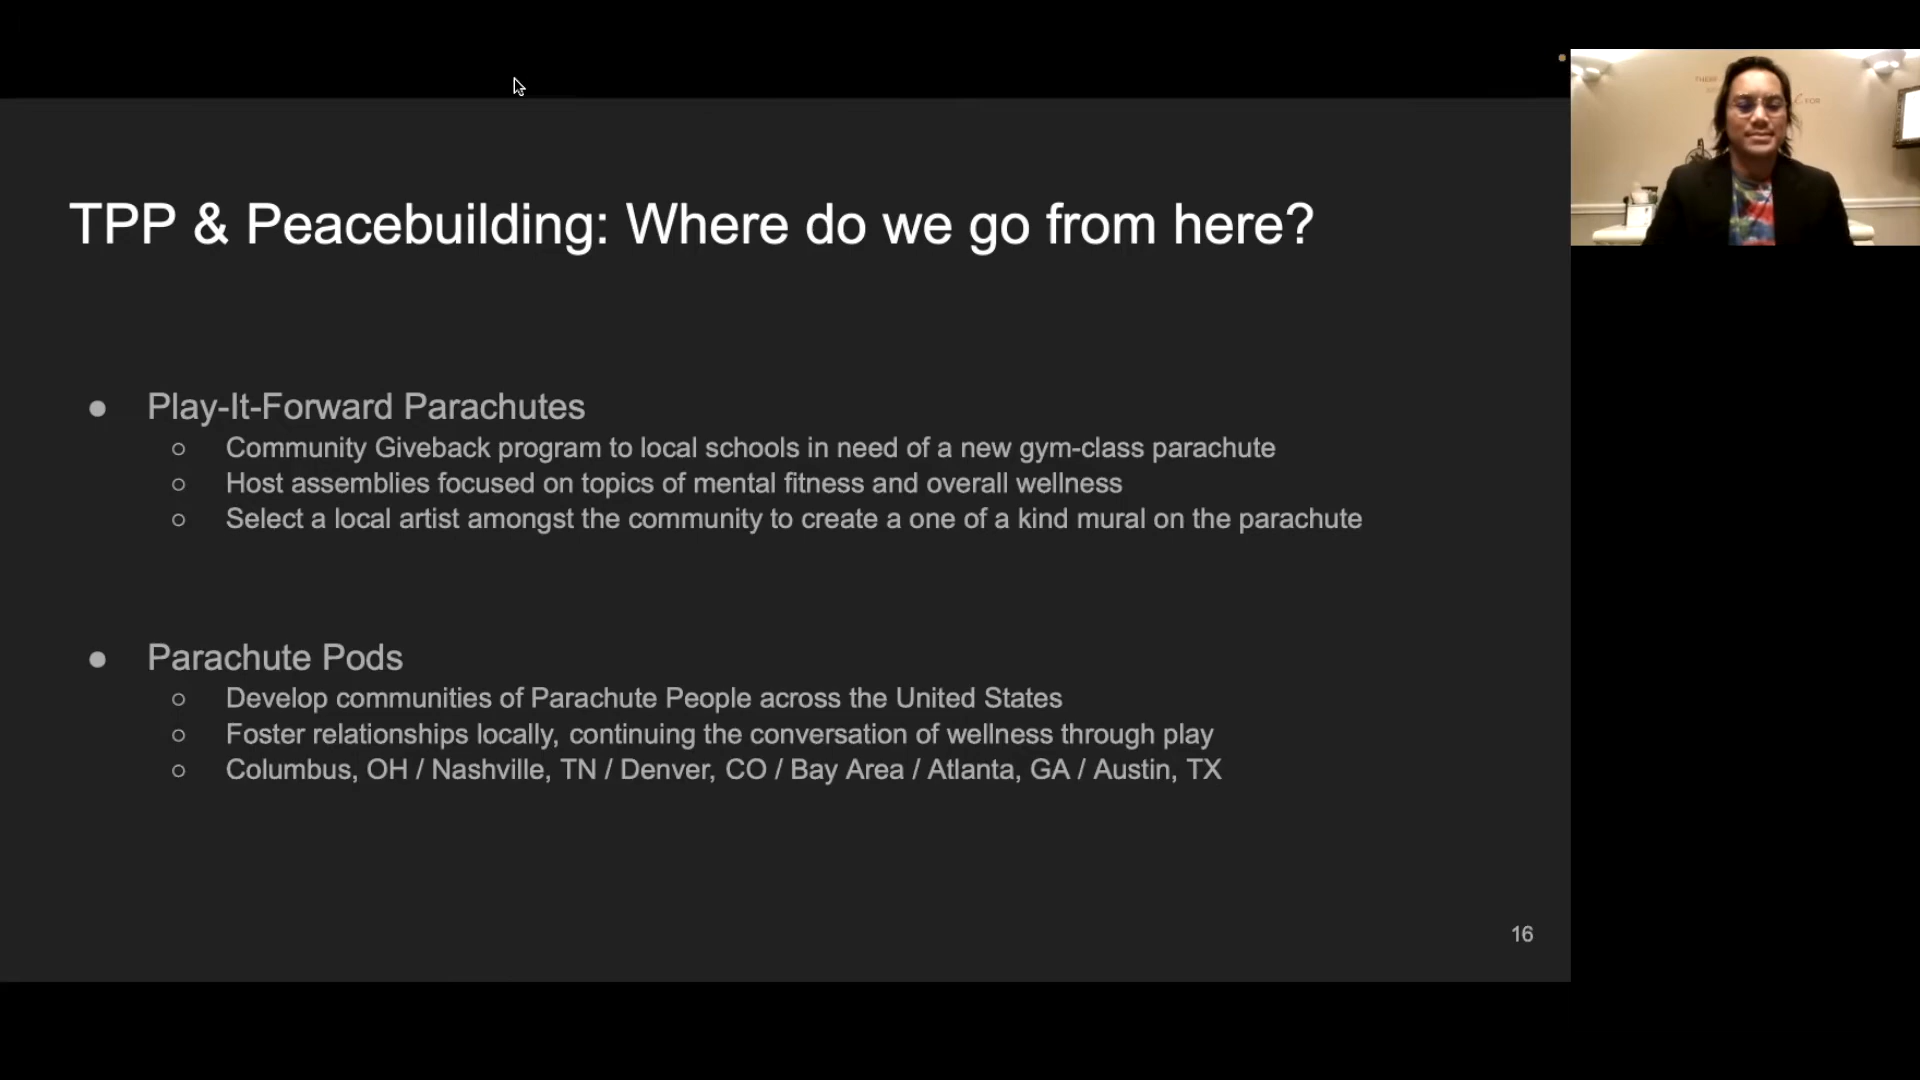 TPP & Peacebuilding: Where do we go from here?
● Play-It-Forward Parachutes
○ Community Giveback program to local schools in need of a new gym-class parachute
○ Host assemblies focused on topics of mental fitness and overall wellness
○ Select a local artist amongst the community to create a one of a kind mural on the parachute
● Parachute Pods
○ Develop communities of Parachute People across the United States
○ Foster relationships locally, continuing the conversation of wellness through play
○ Columbus, OH / Nashville, TN / Denver, CO / Bay Area / Atlanta, GA / Austin, TX
16